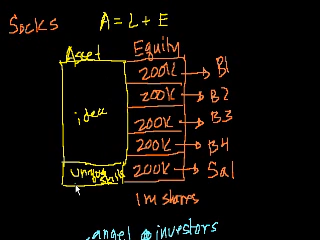 Socks
A = L + E
Asset
Equity
200K → B1
200K → B2
idea
200K → B3
200K → B4
200K → Sal
1m shares
angel investors